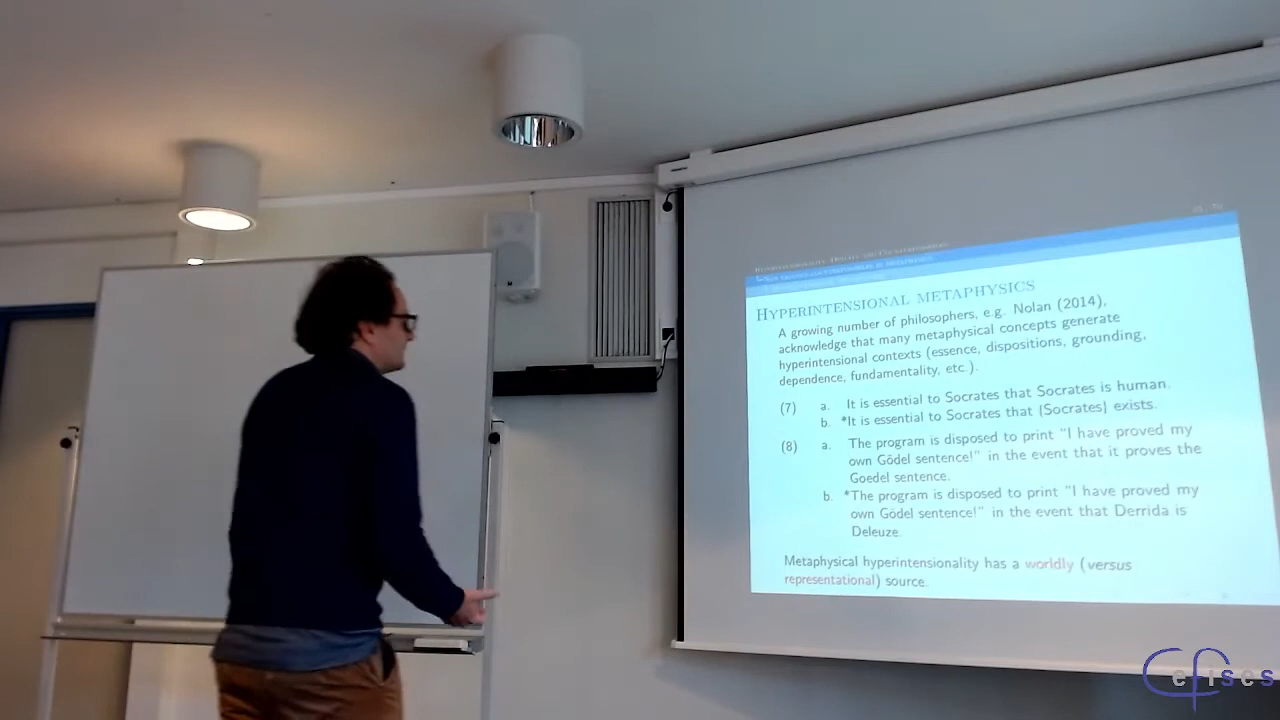 HYPERINTENSIONAL METAPHYSICS
A growing number of philosophers, e.g. Nolan (2014),
acknowledge that many metaphysical concepts generate
hyperintensional contexts (essence, dispositions, grounding,
dependence, fundamentality, etc.).
(7) a. It is essential to Socrates that Socrates is human.
b. *It is essential to Socrates that {Socrates} exists.
(8) a. The program is disposed to print "I have proved my
own Gödel sentence!" in the event that it proves the
Goedel sentence.
b. *The program is disposed to print "I have proved my
own Gödel sentence!" in the event that Derrida is
Deleuze.
Metaphysical hyperintensionality has a worldly (versus
representational) source.
Cefises